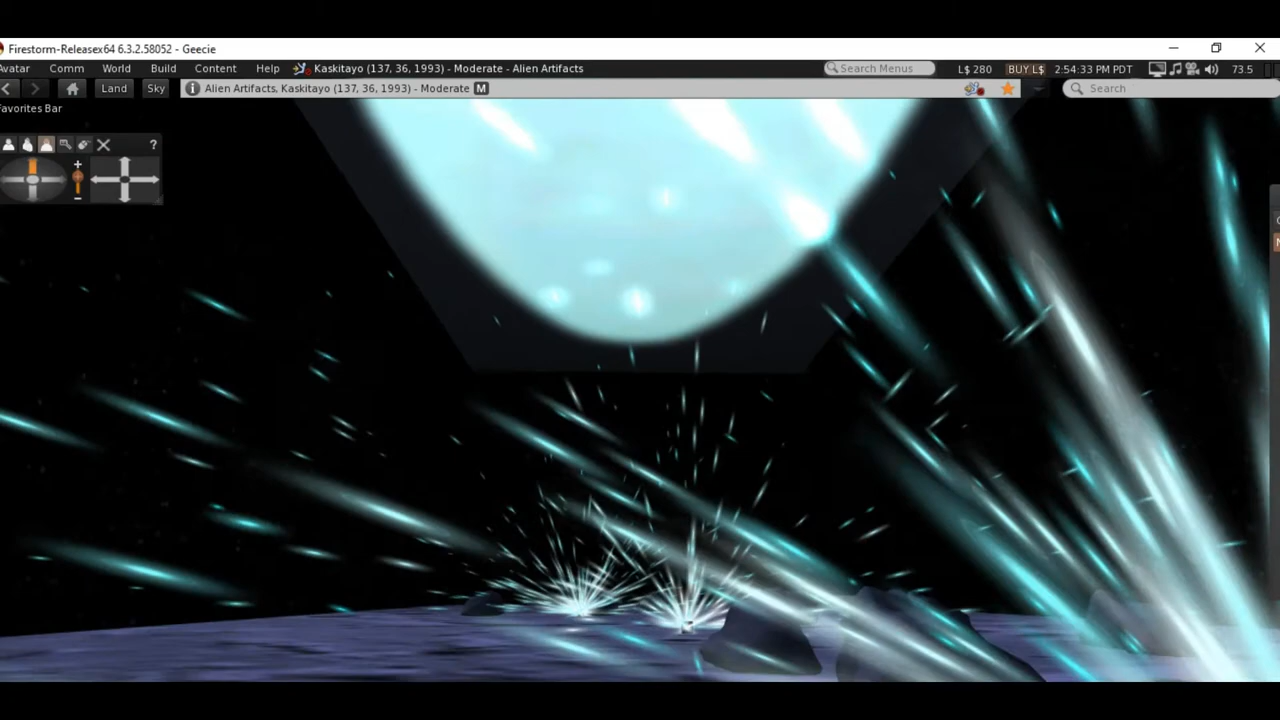 Firestorm-Releasex64 6.3.2.58052 - Geecie
Avatar Comm World Build Content Help Kaskitayo (137, 36, 1993) - Moderate - Alien Artifacts Search Menus L$ 280 BUY L$ 2:54:33 PM PDT 73.5
Land Sky Alien Artifacts, Kaskitayo (137, 36, 1993) - Moderate M Search
Favorites Bar
?